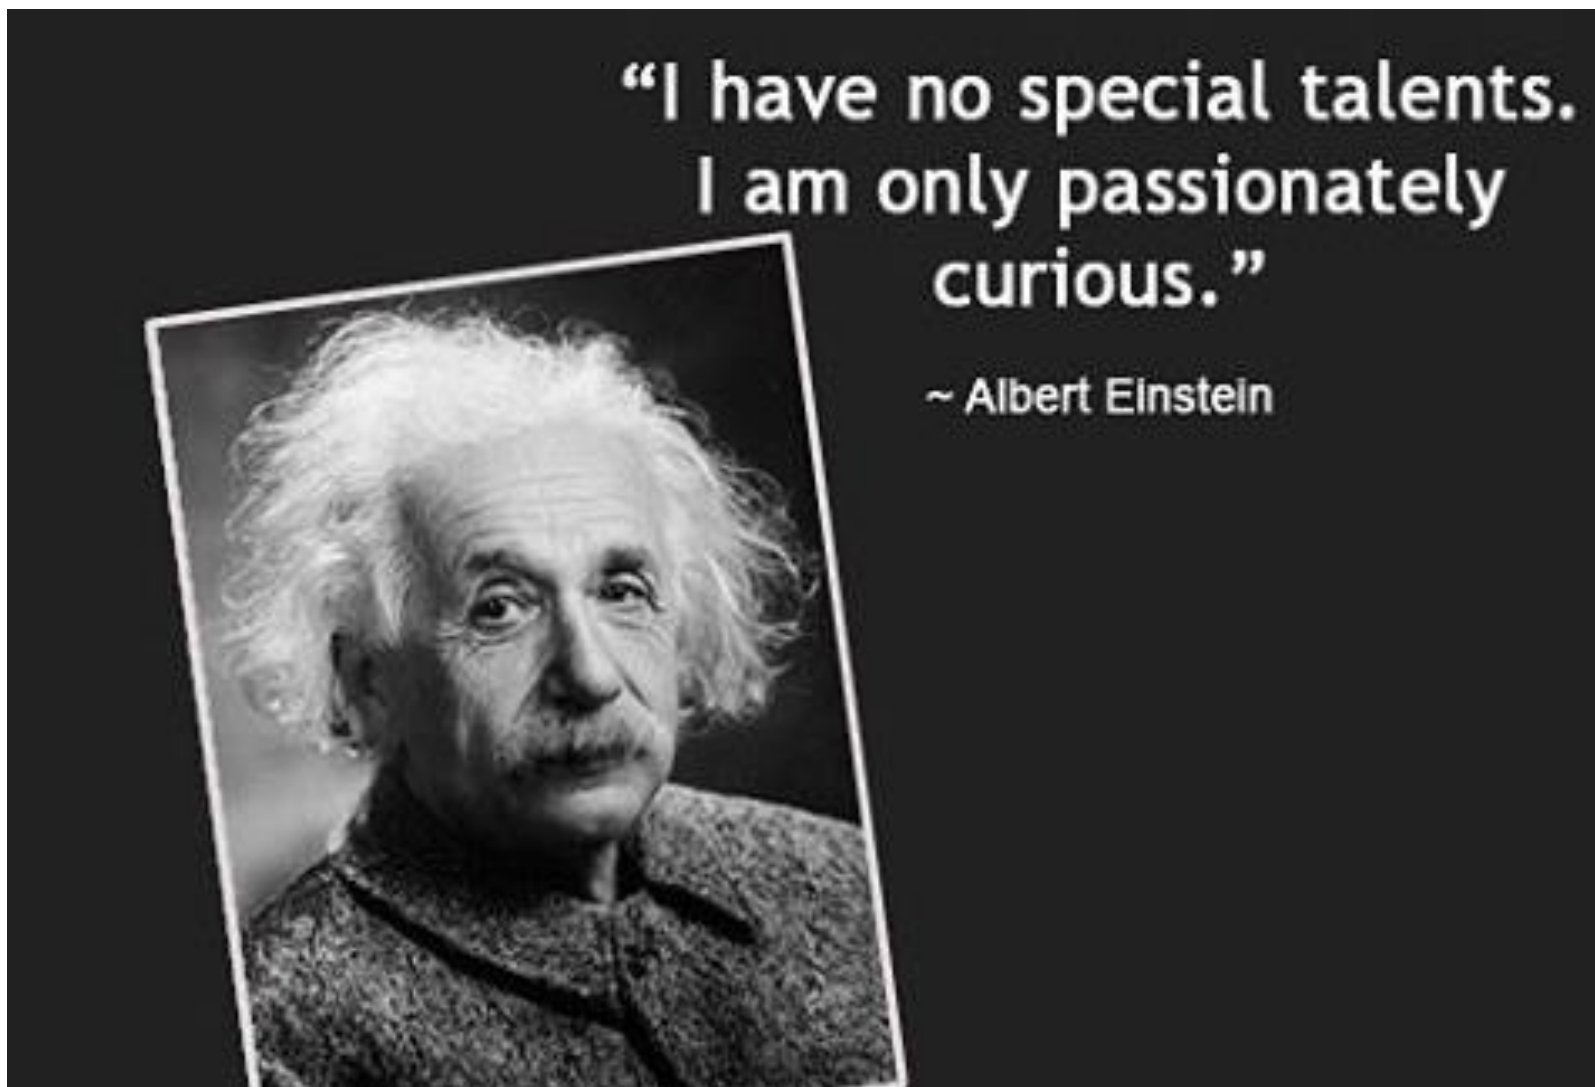 “I have no special talents.
I am only passionately
curious.”
~ Albert Einstein